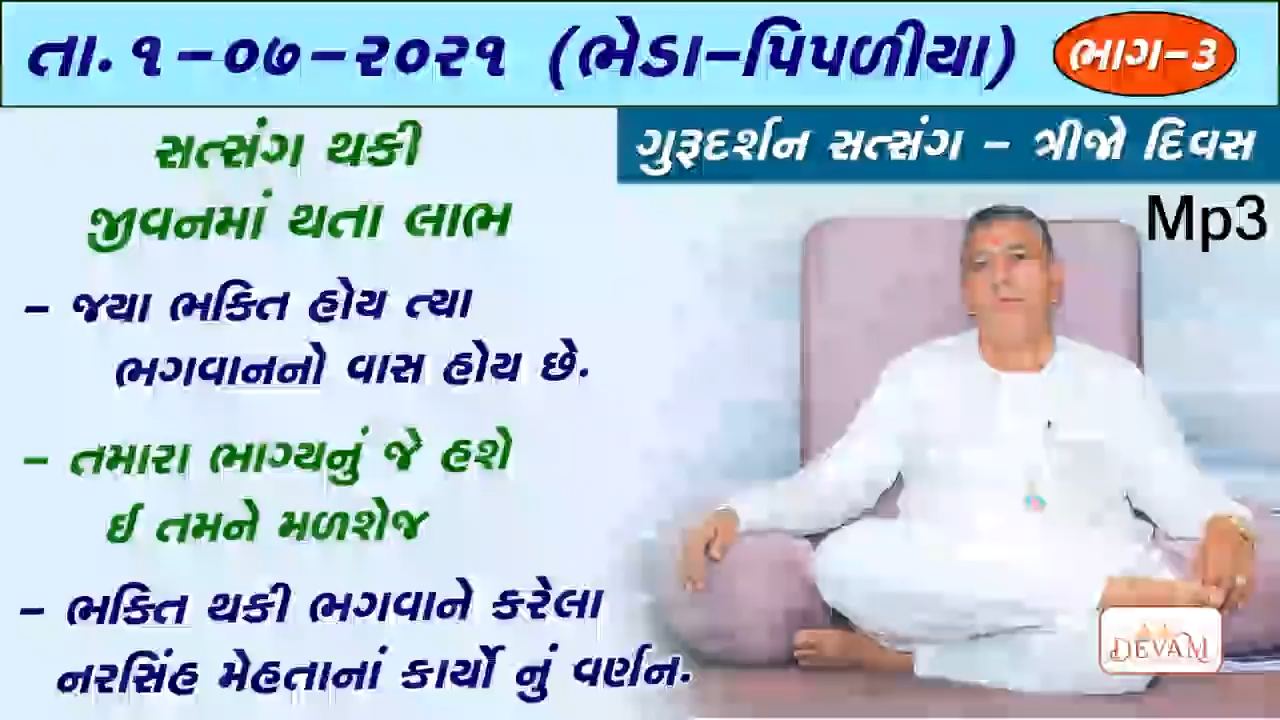 તા. ૧-૦૭-૨૦૨૧ (ભેડા-પિપળીયા) ભાગ-૩
ગુરૂદર્શન સત્સંગ - ત્રીજો દિવસ
Mp3
સત્સંગ થકી
જીવનમાં થતા લાભ
- જયા ભકિત હોય ત્યા
ભગવાનનો વાસ હોય છે.
- તમારા ભાગ્યનું જે હશે
ઈ તમને મળશેજ
- ભકિત થકી ભગવાને કરેલા
નરસિંહ મેહતાનાં કાર્યો નું વર્ણન.
DEVAM